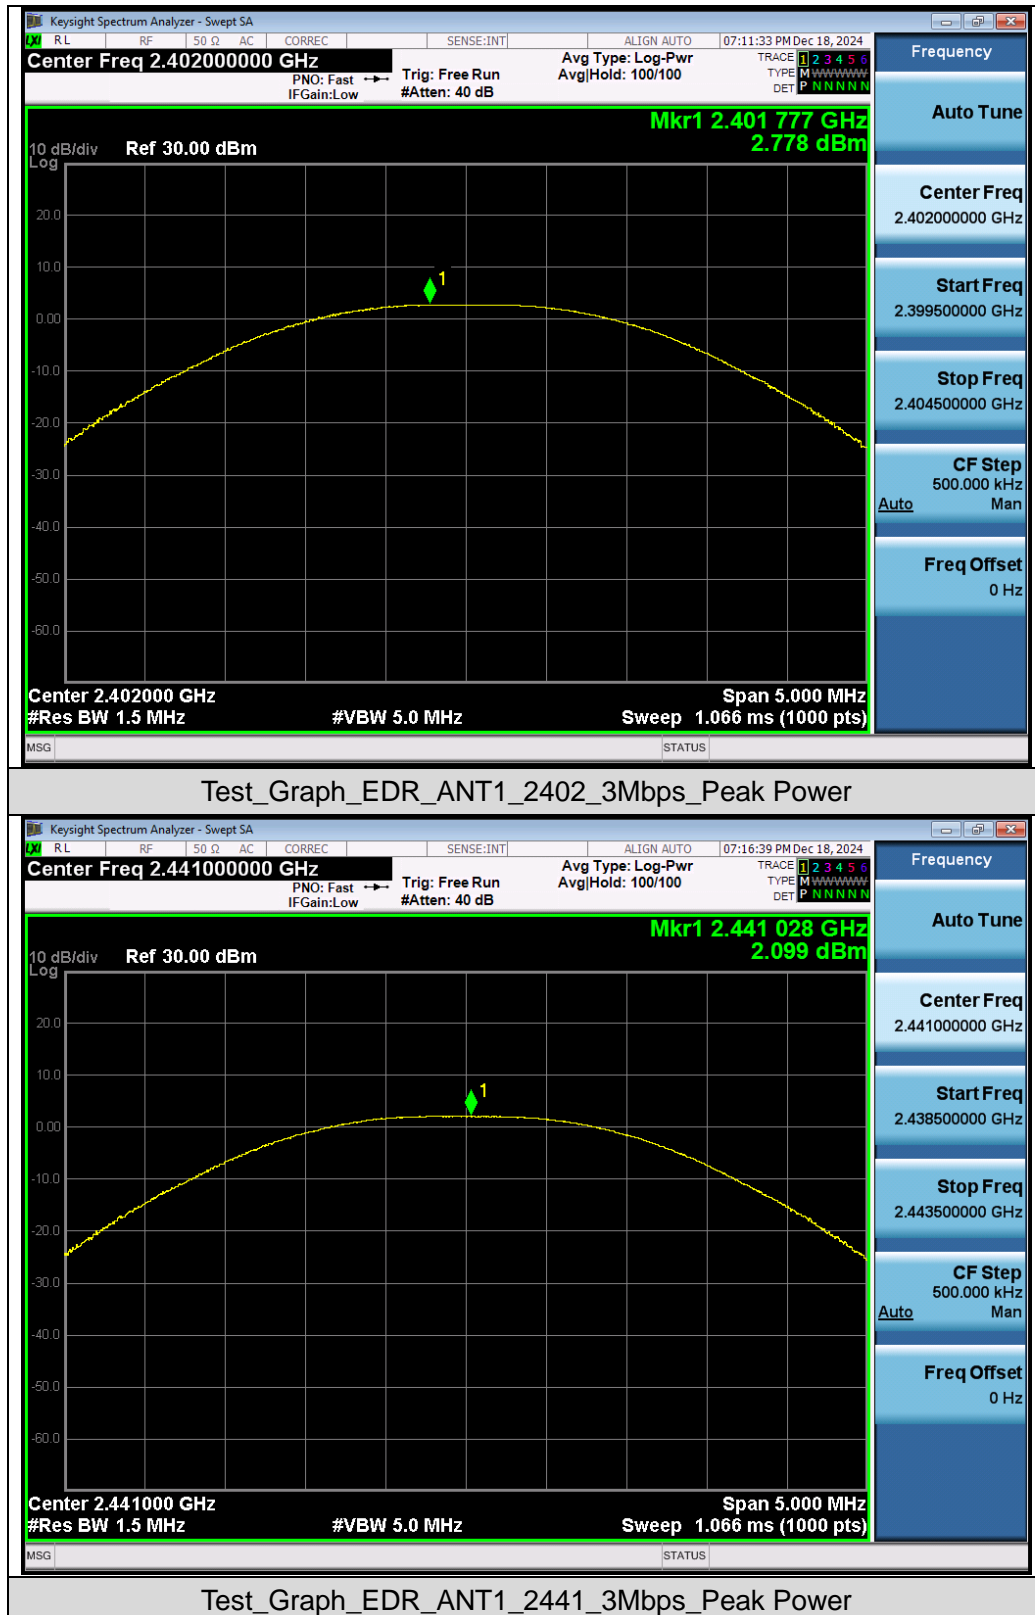 Keysight Spectrum Analyzer - Swept SA
LXI RL RF 50 Ω AC CORREC SENSE:INT ALIGN AUTO 07:11:33 PM Dec 18, 2024
Center Freq 2.402000000 GHz
PNO: Fast
IFGain:Low
Trig: Free Run
#Atten: 40 dB
Avg Type: Log-Pwr
Avg|Hold: 100/100
TRACE 1 2 3 4 5 6
TYPE M WWWWW
DET P N N N N N
Mkr1 2.401 777 GHz
2.778 dBm
10 dB/div Ref 30.00 dBm
Log
20.0
10.0
1
0.00
-10.0
-20.0
-30.0
-40.0
-50.0
-60.0
Center 2.402000 GHz Span 5.000 MHz
#Res BW 1.5 MHz #VBW 5.0 MHz Sweep 1.066 ms (1000 pts)
MSG STATUS
Frequency
Auto Tune
Center Freq
2.402000000 GHz
Start Freq
2.399500000 GHz
Stop Freq
2.404500000 GHz
CF Step
500.000 kHz
Auto Man
Freq Offset
0 Hz
Test_Graph_EDR_ANT1_2402_3Mbps_Peak Power
Keysight Spectrum Analyzer - Swept SA
LXI RL RF 50 Ω AC CORREC SENSE:INT ALIGN AUTO 07:16:39 PM Dec 18, 2024
Center Freq 2.441000000 GHz
PNO: Fast
IFGain:Low
Trig: Free Run
#Atten: 40 dB
Avg Type: Log-Pwr
Avg|Hold: 100/100
TRACE 1 2 3 4 5 6
TYPE M WWWWW
DET P N N N N N
Mkr1 2.441 028 GHz
2.099 dBm
10 dB/div Ref 30.00 dBm
Log
20.0
10.0
1
0.00
-10.0
-20.0
-30.0
-40.0
-50.0
-60.0
Center 2.441000 GHz Span 5.000 MHz
#Res BW 1.5 MHz #VBW 5.0 MHz Sweep 1.066 ms (1000 pts)
MSG STATUS
Frequency
Auto Tune
Center Freq
2.441000000 GHz
Start Freq
2.438500000 GHz
Stop Freq
2.443500000 GHz
CF Step
500.000 kHz
Auto Man
Freq Offset
0 Hz
Test_Graph_EDR_ANT1_2441_3Mbps_Peak Power